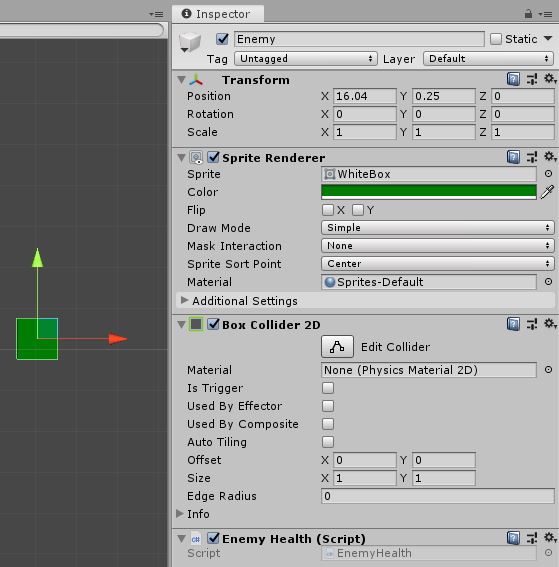 Inspector
Enemy Static
Tag Untagged Layer Default
Transform
Position X 16.04 Y 0.25 Z 0
Rotation X 0 Y 0 Z 0
Scale X 1 Y 1 Z 1
Sprite Renderer
Sprite WhiteBox
Color
Flip X Y
Draw Mode Simple
Mask Interaction None
Sprite Sort Point Center
Material Sprites-Default
Additional Settings
Box Collider 2D
Edit Collider
Material None (Physics Material 2D)
Is Trigger
Used By Effector
Used By Composite
Auto Tiling
Offset X 0 Y 0
Size X 1 Y 1
Edge Radius 0
Info
Enemy Health (Script)
Script EnemyHealth